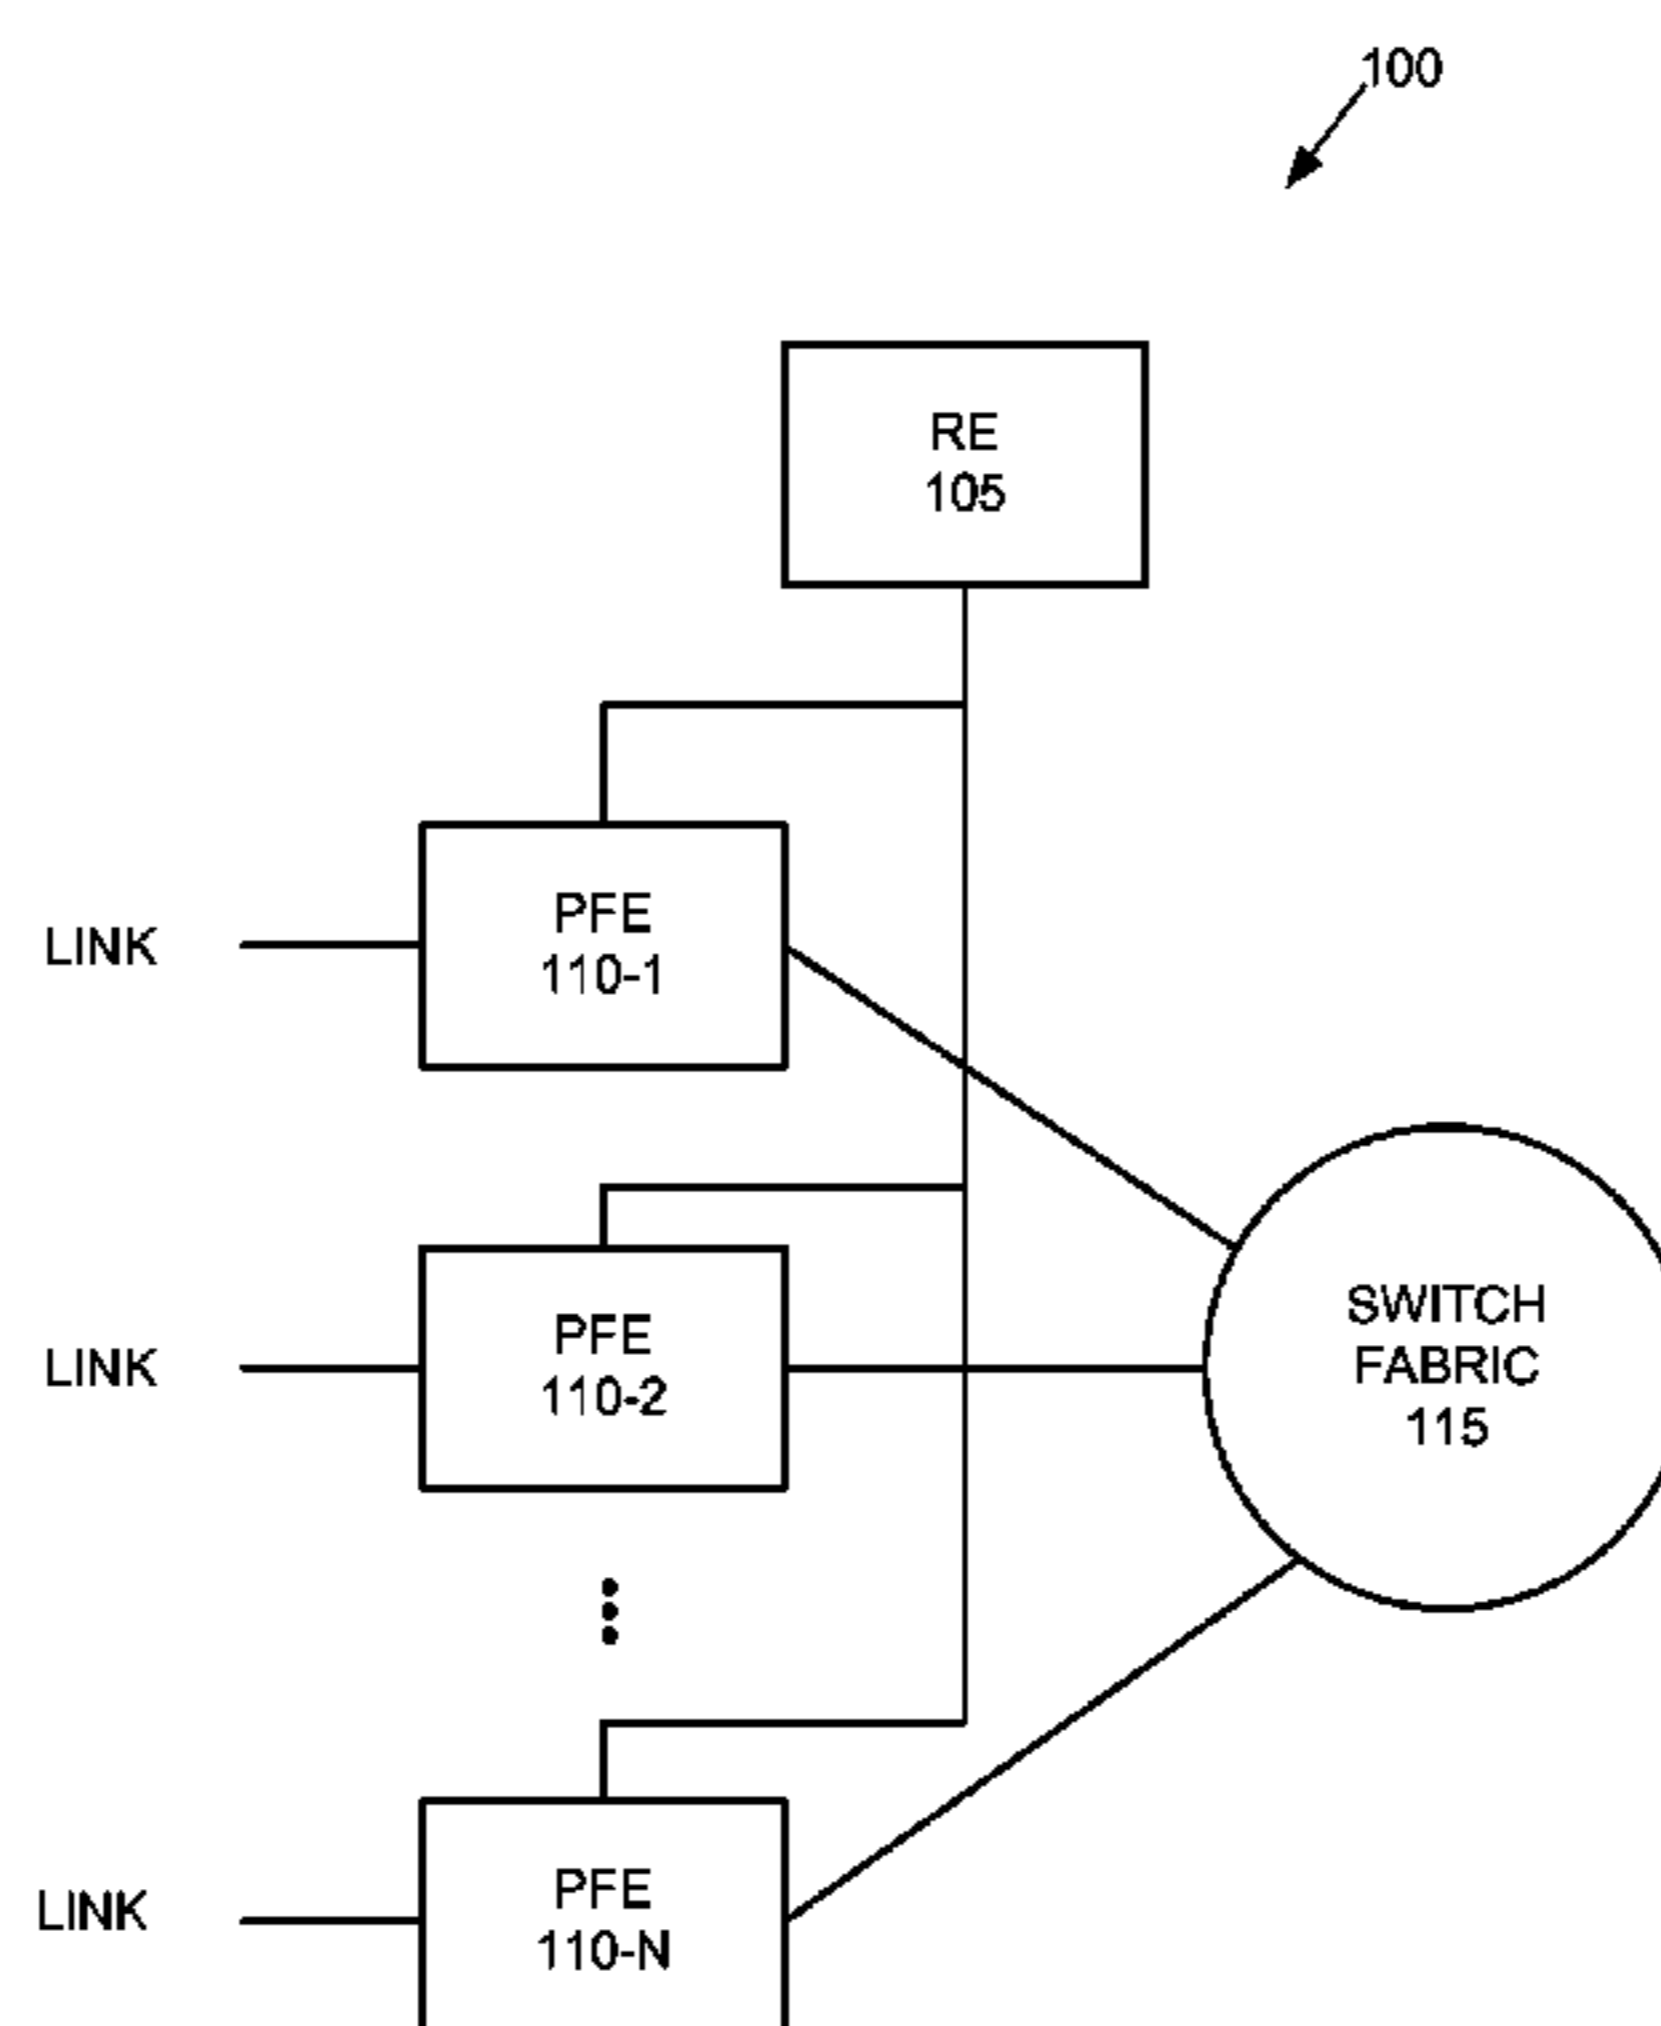 100
RE
105
LINK
PFE
110-1
LINK
PFE
110-2
SWITCH
FABRIC
115
LINK
PFE
110-N